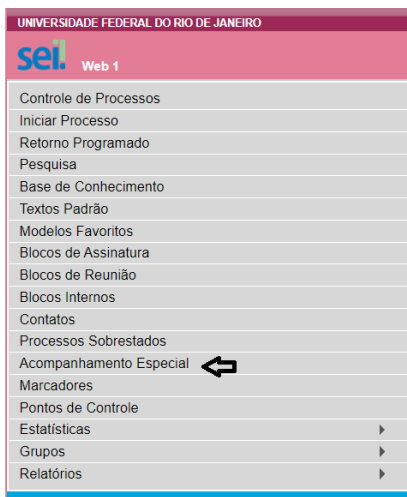 UNIVERSIDADE FEDERAL DO RIO DE JANEIRO
sei. Web 1
Controle de Processos
Iniciar Processo
Retorno Programado
Pesquisa
Base de Conhecimento
Textos Padrão
Modelos Favoritos
Blocos de Assinatura
Blocos de Reunião
Blocos Internos
Contatos
Processos Sobrestados
Acompanhamento Especial
Marcadores
Pontos de Controle
Estatísticas
Grupos
Relatórios